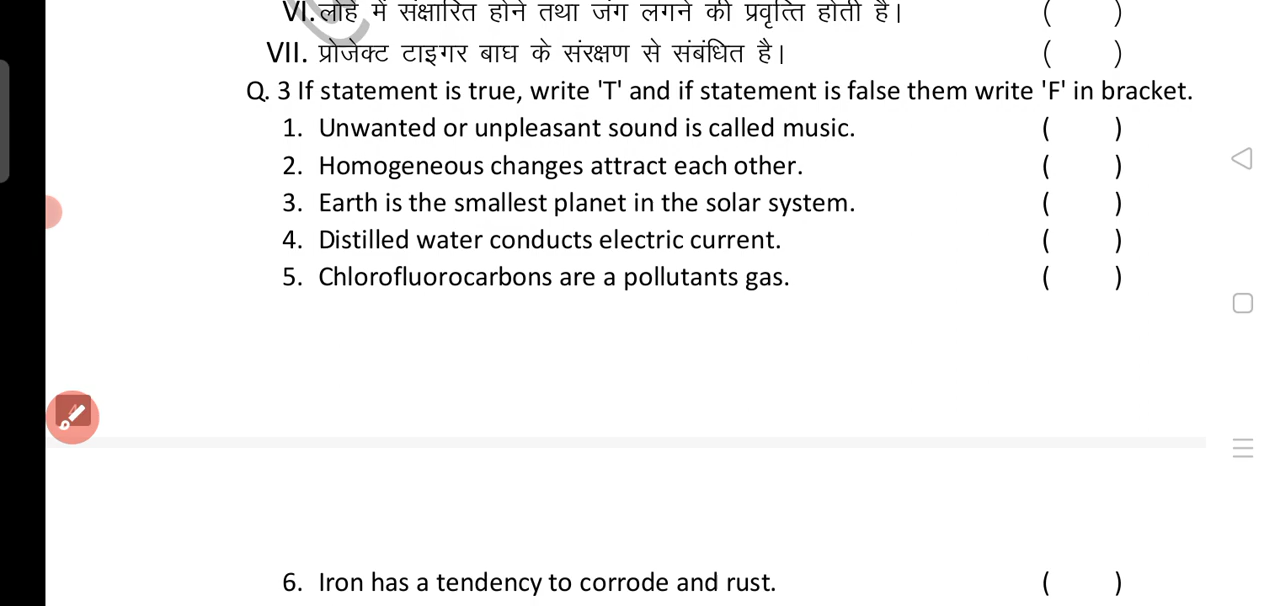 VI. लोहे में संक्षारित होने तथा जंग लगने की प्रवृत्ति होती है। ( )
VII. प्रोजेक्ट टाइगर बाघ के संरक्षण से संबंधित है। ( )
Q. 3 If statement is true, write 'T' and if statement is false them write 'F' in bracket.
1. Unwanted or unpleasant sound is called music. ( )
2. Homogeneous changes attract each other. ( )
3. Earth is the smallest planet in the solar system. ( )
4. Distilled water conducts electric current. ( )
5. Chlorofluorocarbons are a pollutants gas. ( )
6. Iron has a tendency to corrode and rust. ( )